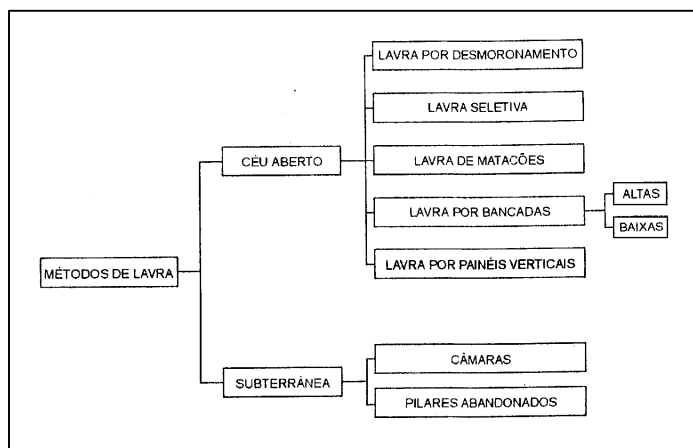 LAVRA POR DESMORONAMENTO
LAVRA SELETIVA
CÉU ABERTO
LAVRA DE MATACÕES
LAVRA POR BANCADAS
ALTAS
BAIXAS
LAVRA POR PAINÉIS VERTICAIS
MÉTODOS DE LAVRA
CÂMARAS
SUBTERRÂNEA
PILARES ABANDONADOS